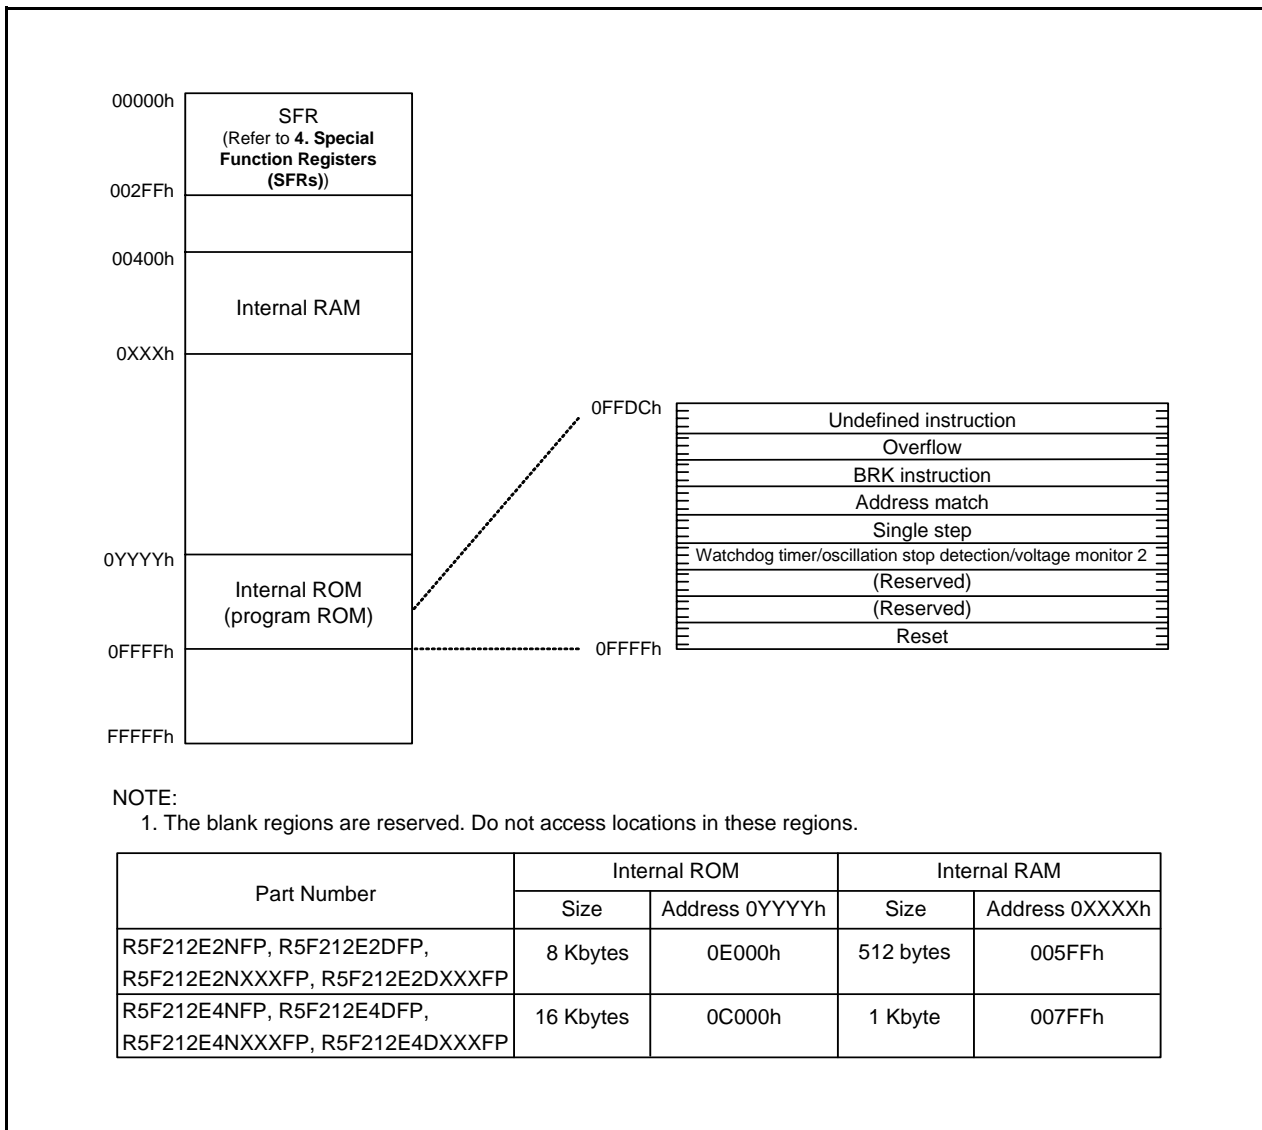 00000h
SFR
(Refer to 4. Special
Function Registers
(SFRs))
002FFh
00400h
Internal RAM
0XXXh
0YYYYh
Internal ROM
(program ROM)
0FFFFh
FFFFFh
0FFDCh
Undefined instruction
Overflow
BRK instruction
Address match
Single step
Watchdog timer/oscillation stop detection/voltage monitor 2
(Reserved)
(Reserved)
Reset
0FFFFh
NOTE:
1. The blank regions are reserved. Do not access locations in these regions.
Part Number Internal ROM Internal RAM
Size Address 0YYYYh Size Address 0XXXXh
R5F212E2NFP, R5F212E2DFP,
R5F212E2NXXXFP, R5F212E2DXXXFP
8 Kbytes 0E000h 512 bytes 005FFh
R5F212E4NFP, R5F212E4DFP,
R5F212E4NXXXFP, R5F212E4DXXXFP
16 Kbytes 0C000h 1 Kbyte 007FFh